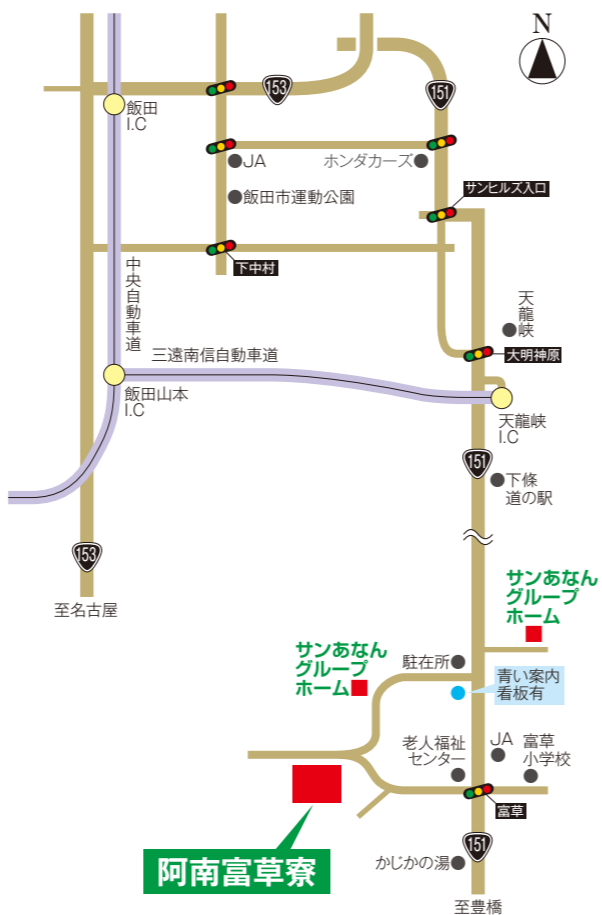 N
153
151
飯田
I.C
JA
ホンダカーズ
飯田市運動公園
サンヒルズ入口
下中村
中央自動車道
天龍峡
大明神原
三遠南信自動車道
飯田山本
I.C
天龍峡
I.C
151
下條
道の駅
153
至名古屋
サンあなん
グループ
ホーム
サンあなん
グループ
ホーム
駐在所
青い案内
看板有
老人福祉
センター
JA
富草
小学校
富草
151
阿南富草寮
かじかの湯
至豊橋